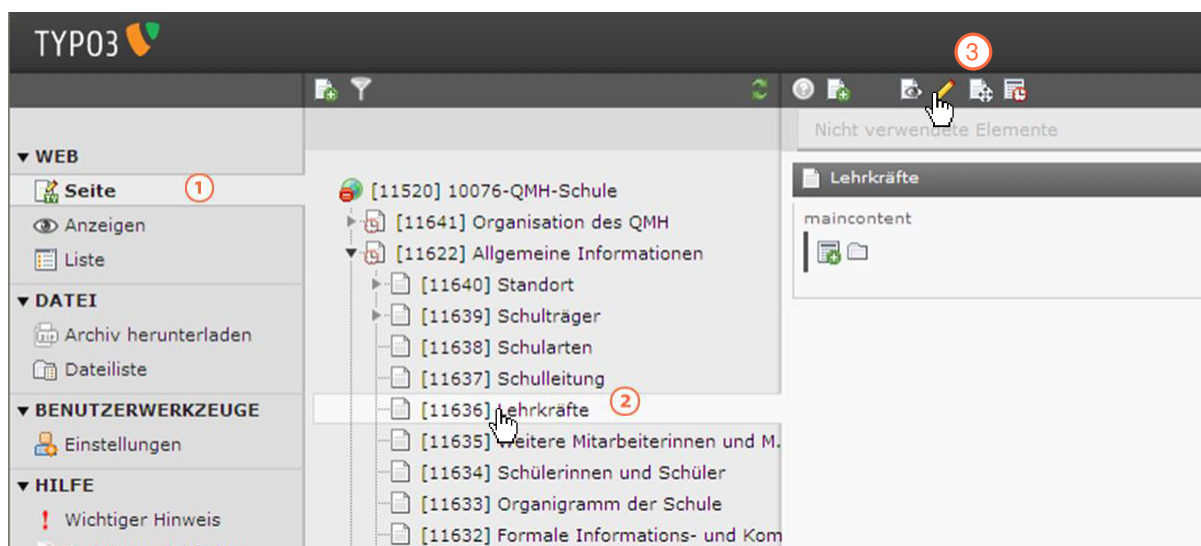 TYPO3
3
Nicht verwendete Elemente
WEB
Seite
1
Anzeigen
Liste
DATEI
Archiv herunterladen
Dateiliste
BENUTZERWERKZEUGE
Einstellungen
HILFE
Wichtiger Hinweis
[11520] 10076-QMH-Schule
[11641] Organisation des QMH
[11622] Allgemeine Informationen
[11640] Standort
[11639] Schulträger
[11638] Schularten
[11637] Schulleitung
[11636] Lehrkräfte
2
[11635] Weitere Mitarbeiterinnen und M.
[11634] Schülerinnen und Schüler
[11633] Organigramm der Schule
[11632] Formale Informations- und Kom
Lehrkräfte
maincontent